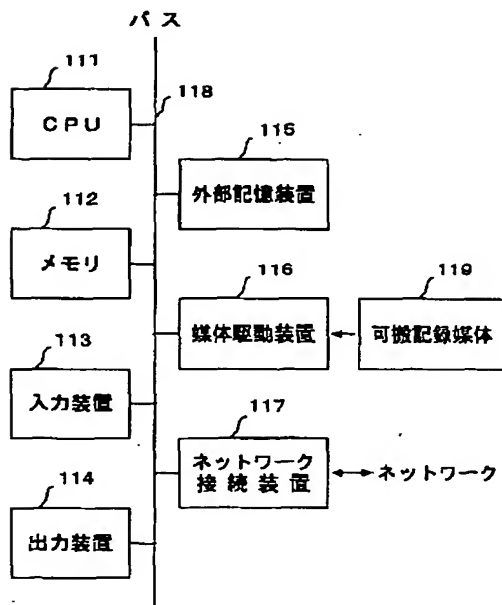 バス
111
118
CPU
115
外部記憶装置
112
メモリ
116
媒体駆動装置
119
可搬記録媒体
113
入力装置
117
ネットワーク
接続装置
ネットワーク
114
出力装置